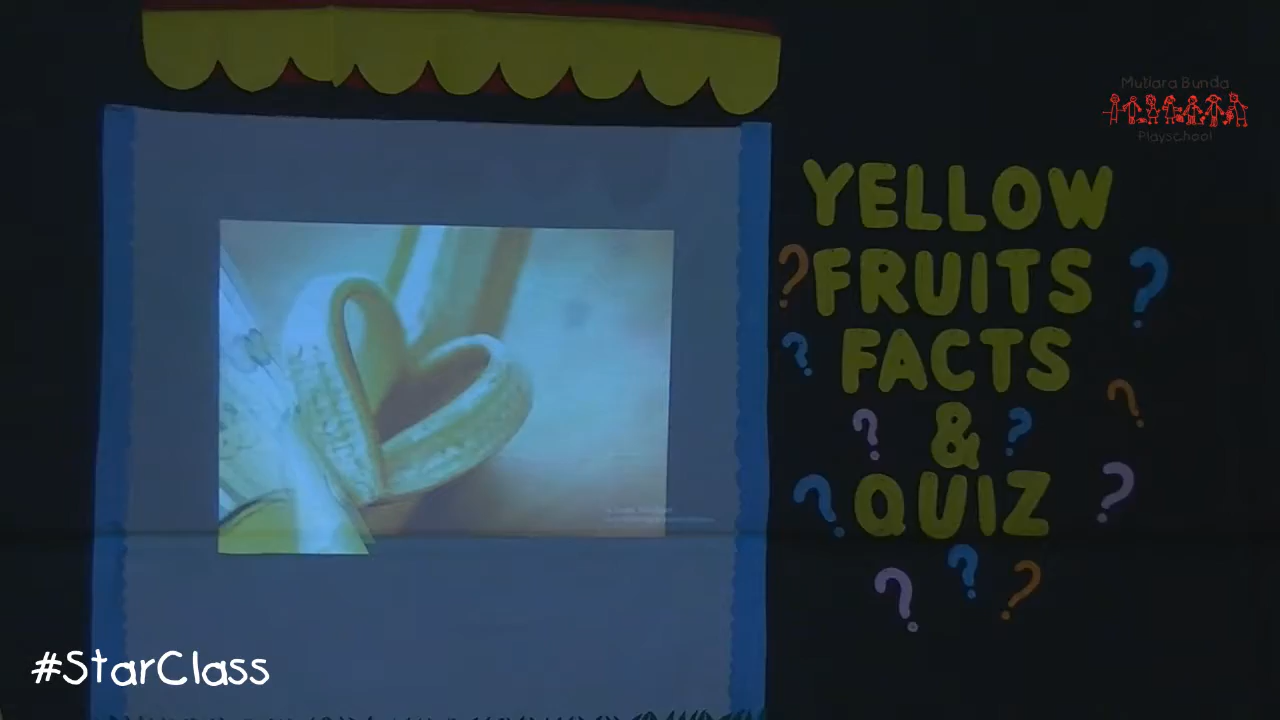 Mutiara Bunda
Playschool
YELLOW
? FRUITS ?
? FACTS
? & ? ?
? QUIZ ?
? ? ?
#StarClass